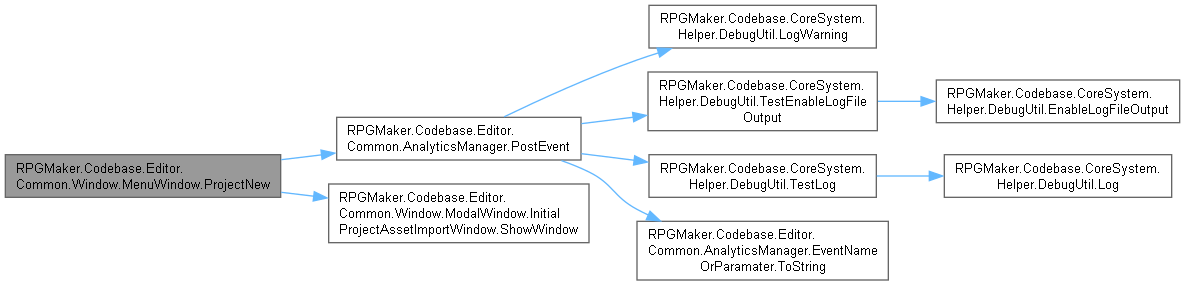 RPGMaker.Codebase.Editor.
Common.Window.MenuWindow.ProjectNew
RPGMaker.Codebase.Editor.
Common.AnalyticsManager.PostEvent
RPGMaker.Codebase.CoreSystem.
Helper.DebugUtil.LogWarning
RPGMaker.Codebase.CoreSystem.
Helper.DebugUtil.TestEnableLogFile
Output
RPGMaker.Codebase.CoreSystem.
Helper.DebugUtil.EnableLogFileOutput
RPGMaker.Codebase.CoreSystem.
Helper.DebugUtil.TestLog
RPGMaker.Codebase.CoreSystem.
Helper.DebugUtil.Log
RPGMaker.Codebase.Editor.
Common.AnalyticsManager.EventName
OrParamater.ToString
RPGMaker.Codebase.Editor.
Common.Window.ModalWindow.Initial
ProjectAssetImportWindow.ShowWindow